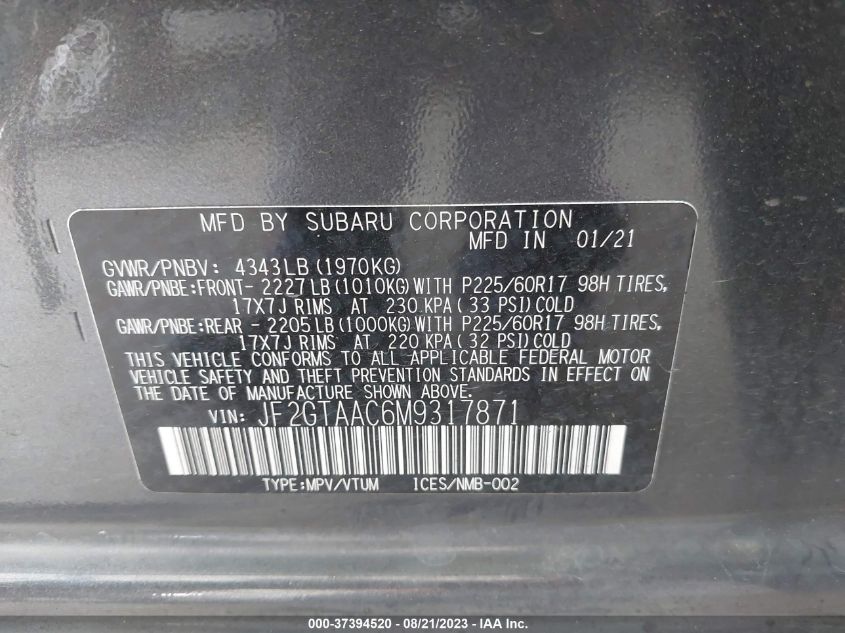 MFD BY SUBARU CORPORATION
MFD IN 01/21
GVWR/PNBV: 4343LB (1970KG)
GAWR/PNBE:FRONT- 2227LB (1010KG) WITH P225/60R17 98H TIRES,
17X7J RIMS AT 230 KPA ( 33 PSI) COLD
GAWR/PNBE:REAR - 2205LB (1000KG) WITH P225/60R17 98H TIRES,
17X7J RIMS AT 220 KPA ( 32 PSI) COLD
THIS VEHICLE CONFORMS TO ALL APPLICABLE FEDERAL MOTOR
VEHICLE SAFETY AND THEFT PREVENTION STANDARDS IN EFFECT
ON THE DATE OF MANUFACTURE SHOWN ABOVE.
VIN: JF2GTAAC6M9317871
TYPE:MPV/VTUM ICES/NMB-002
000-37394520 - 08/21/2023 - IAA Inc.